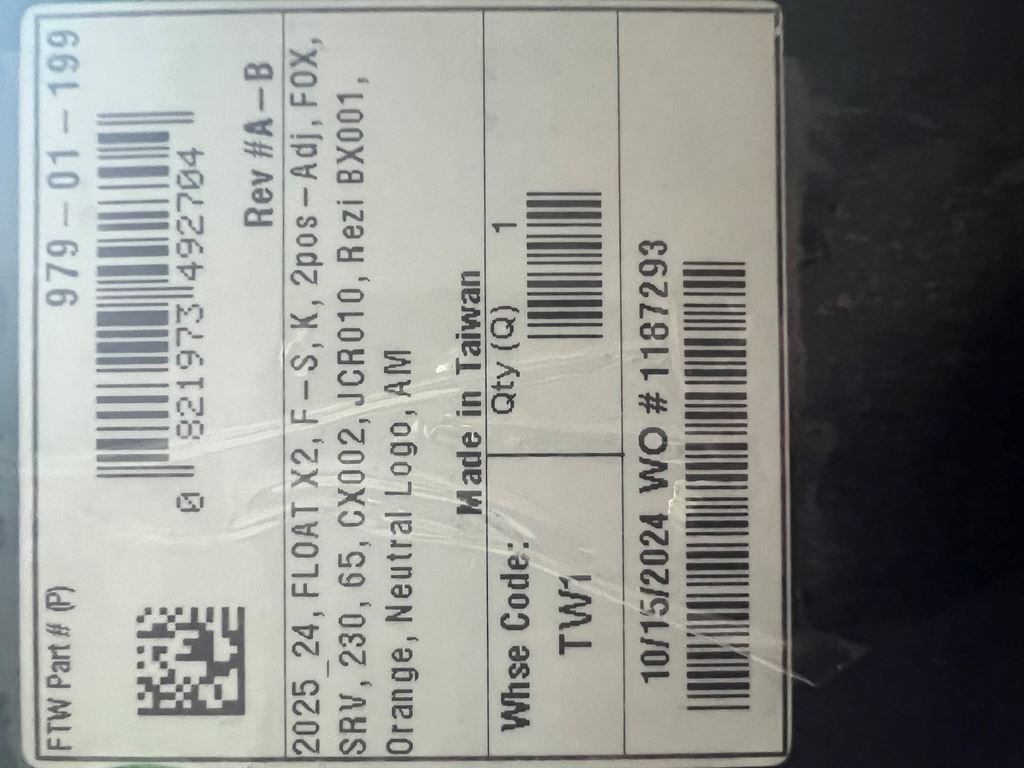 FTW Part # (P) 979-01-199
0 821973 492704
Rev #A-B
2025_24, FLOAT X2, F-S, K, 2pos-Adj, FOX,
SRV, 230, 65, CX002, JCR010, Rezi BX001,
Orange, Neutral Logo, AM
Made in Taiwan
Whse Code: Qty (Q) 1
TW1
10/15/2024 WO # 1187293